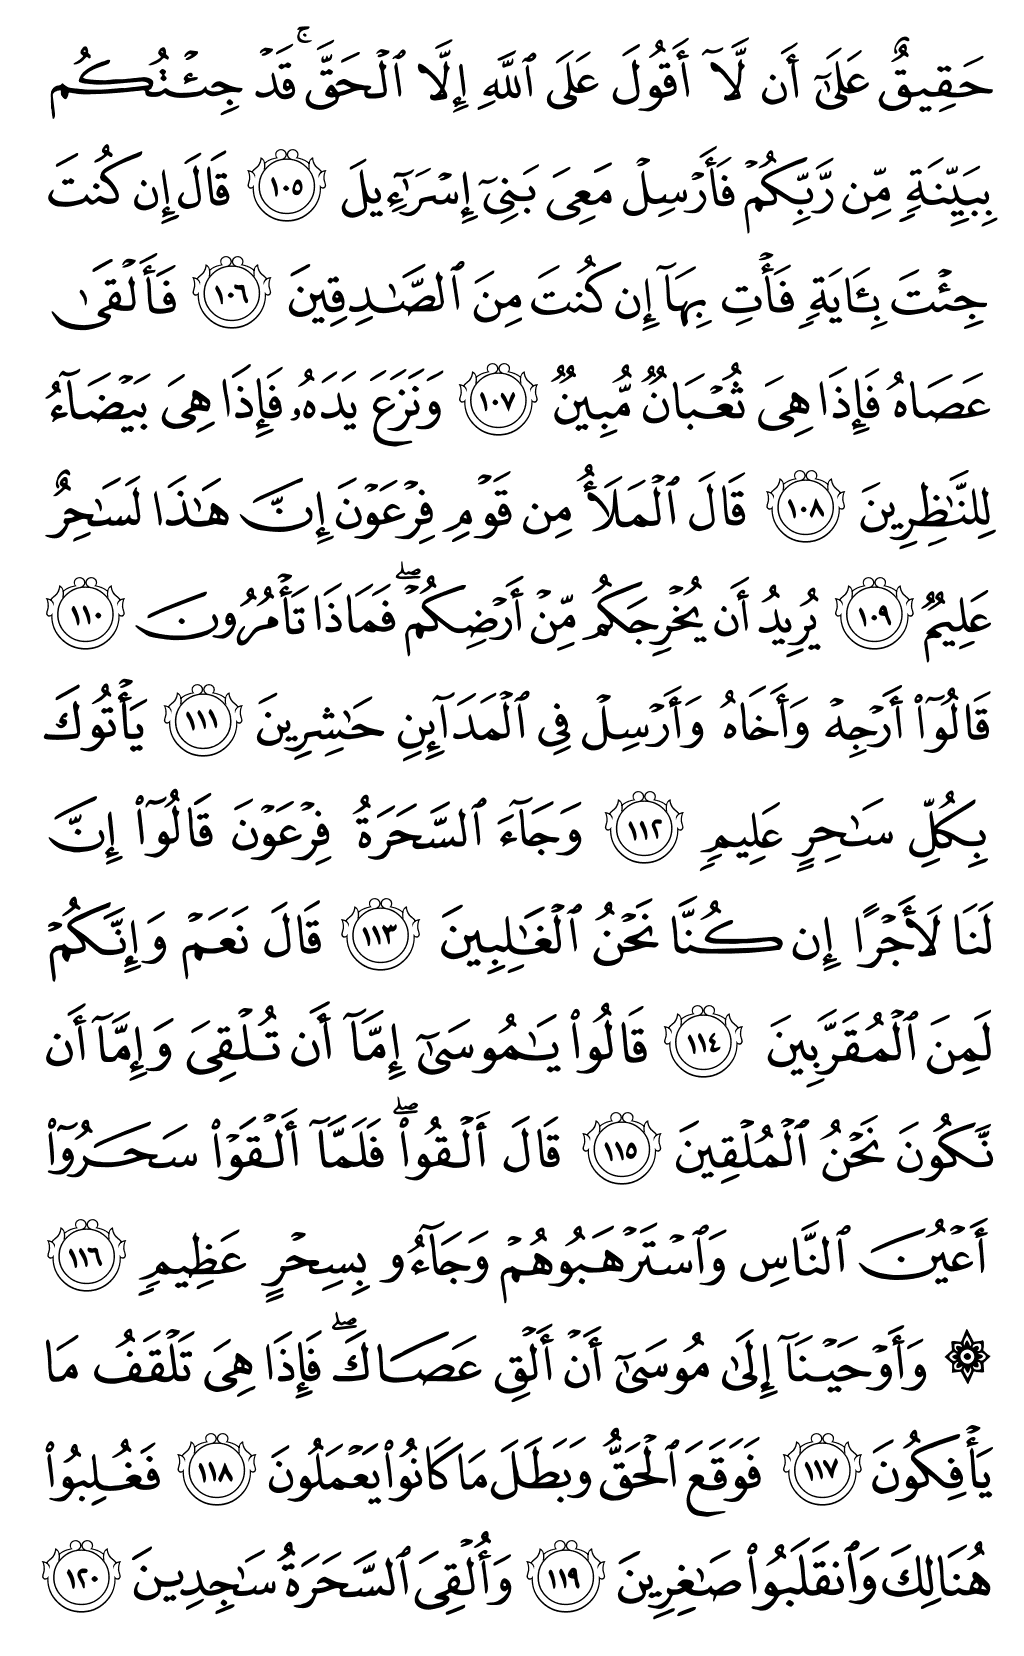 حَقِيقٌ عَلَىٰٓ أَن لَّآ أَقُولَ عَلَى ٱللَّهِ إِلَّا ٱلْحَقَّ ۚ قَدْ جِئْتُكُم
بِبَيِّنَةٍ مِّن رَّبِّكُمْ فَأَرْسِلْ مَعِىَ بَنِىٓ إِسْرَٰٓءِيلَ ١٠٥ قَالَ إِن كُنتَ
جِئْتَ بِـَٔايَةٍ فَأْتِ بِهَآ إِن كُنتَ مِنَ ٱلصَّـٰدِقِينَ ١٠٦ فَأَلْقَىٰ
عَصَاهُ فَإِذَا هِىَ ثُعْبَانٌ مُّبِينٌ ١٠٧ وَنَزَعَ يَدَهُۥ فَإِذَا هِىَ بَيْضَآءُ
لِلنَّـٰظِرِينَ ١٠٨ قَالَ ٱلْمَلَأُ مِن قَوْمِ فِرْعَوْنَ إِنَّ هَـٰذَا لَسَـٰحِرٌ
عَلِيمٌ ١٠٩ يُرِيدُ أَن يُخْرِجَكُم مِّنْ أَرْضِكُمْ ۖ فَمَاذَا تَأْمُرُونَ ١١٠
قَالُوٓا۟ أَرْجِهْ وَأَخَاهُ وَأَرْسِلْ فِى ٱلْمَدَآئِنِ حَـٰشِرِينَ ١١١ يَأْتُوكَ
بِكُلِّ سَـٰحِرٍ عَلِيمٍ ١١٢ وَجَآءَ ٱلسَّحَرَةُ فِرْعَوْنَ قَالُوٓا۟ إِنَّ
لَنَا لَأَجْرًا إِن كُنَّا نَحْنُ ٱلْغَـٰلِبِينَ ١١٣ قَالَ نَعَمْ وَإِنَّكُمْ
لَمِنَ ٱلْمُقَرَّبِينَ ١١٤ قَالُوا۟ يَـٰمُوسَىٰٓ إِمَّآ أَن تُلْقِىَ وَإِمَّآ أَن
نَّكُونَ نَحْنُ ٱلْمُلْقِينَ ١١٥ قَالَ أَلْقُوا۟ ۖ فَلَمَّآ أَلْقَوْا۟ سَحَرُوٓا۟
أَعْيُنَ ٱلنَّاسِ وَٱسْتَرْهَبُوهُمْ وَجَآءُو بِسِحْرٍ عَظِيمٍ ١١٦
۞ وَأَوْحَيْنَآ إِلَىٰ مُوسَىٰٓ أَنْ أَلْقِ عَصَاكَ ۖ فَإِذَا هِىَ تَلْقَفُ مَا
يَأْفِكُونَ ١١٧ فَوَقَعَ ٱلْحَقُّ وَبَطَلَ مَا كَانُوا۟ يَعْمَلُونَ ١١٨ فَغُلِبُوا۟
هُنَالِكَ وَٱنقَلَبُوا۟ صَـٰغِرِينَ ١١٩ وَأُلْقِىَ ٱلسَّحَرَةُ سَـٰجِدِينَ ١٢٠